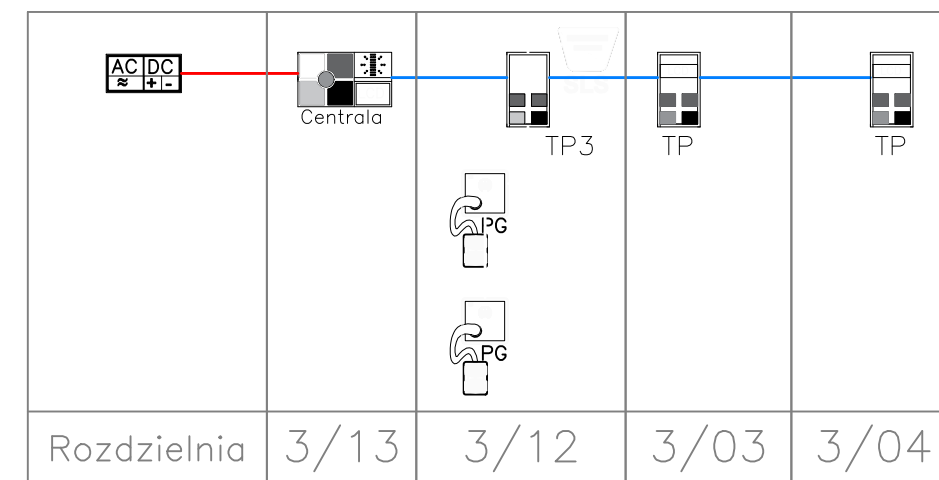 AC DC
≈ + -
Centrala
TP3
TP
TP
PG
PG
Rozdzielnia
3/13
3/12
3/03
3/04